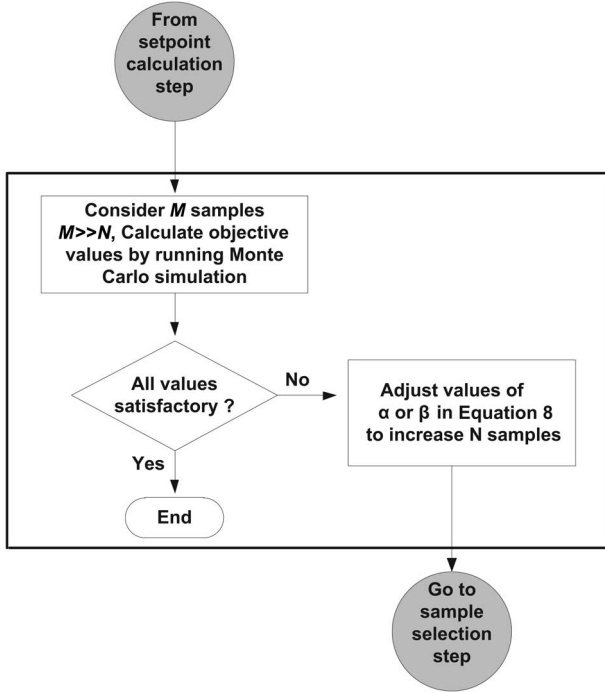 From
setpoint
calculation
step
Consider M samples
M>>N, Calculate objective
values by running Monte
Carlo simulation
All values
satisfactory ?
No
Adjust values of
α or β in Equation 8
to increase N samples
Yes
End
Go to
sample
selection
step